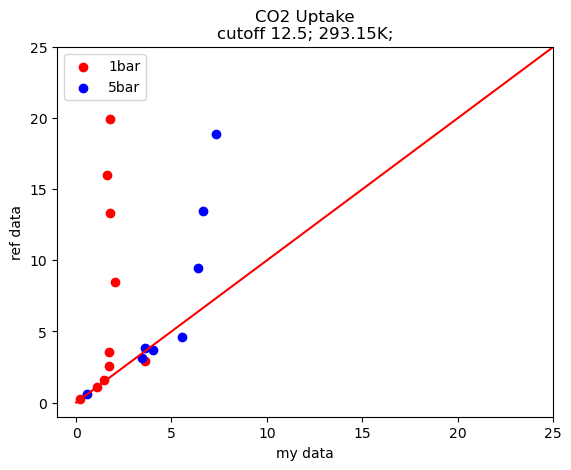 CO2 Uptake
cutoff 12.5; 293.15K;
1bar
5bar
25
20
15
10
5
0
ref data
0
5
10
15
20
25
my data